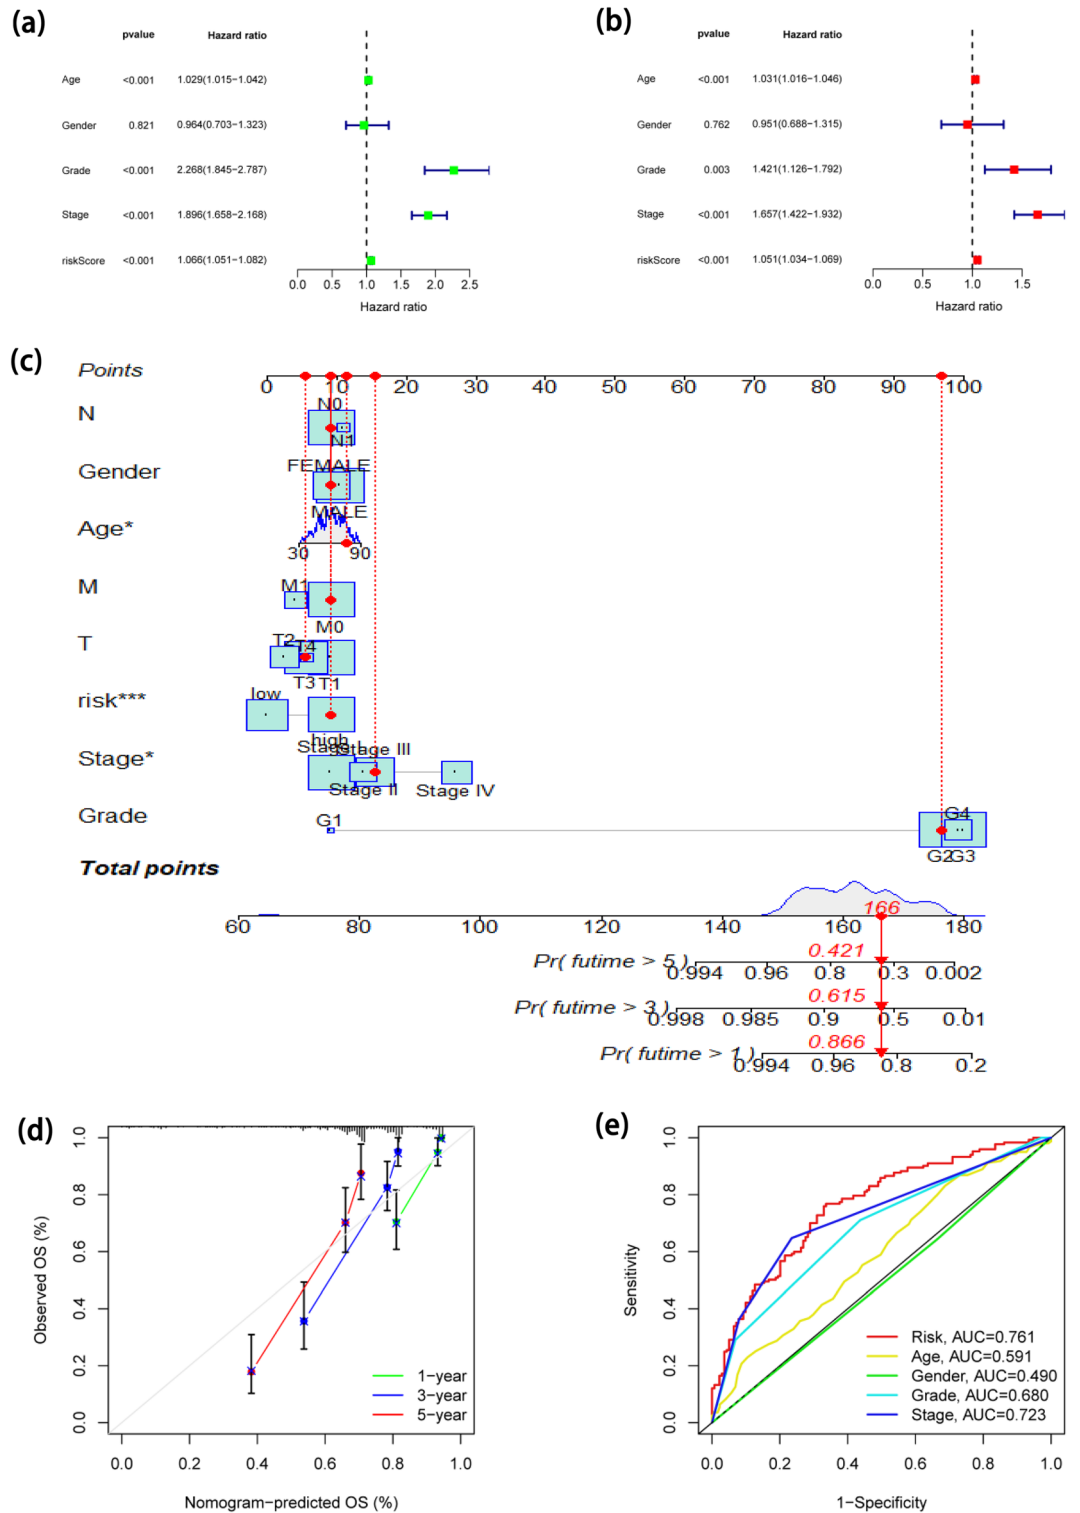 (a)
pvalue Hazard ratio
Age <0.001 1.029(1.015−1.042)
Gender 0.821 0.964(0.703−1.323)
Grade <0.001 2.268(1.845−2.787)
Stage <0.001 1.896(1.658−2.168)
riskScore <0.001 1.066(1.051−1.082)
0.0 0.5 1.0 1.5 2.0 2.5
Hazard ratio
(b)
pvalue Hazard ratio
Age <0.001 1.031(1.016−1.046)
Gender 0.762 0.951(0.688−1.315)
Grade 0.003 1.421(1.126−1.792)
Stage <0.001 1.657(1.422−1.932)
riskScore <0.001 1.051(1.034−1.069)
0.0 0.5 1.0 1.5
Hazard ratio
(c)
Points
0 10 20 30 40 50 60 70 80 90 100
N
N0
N1
Gender
FEMALE
MALE
Age*
30 90
M
M1
M0
T
T2 T4
T3 T1
risk***
low
high
Stage*
Stage I Stage III
Stage II Stage IV
Grade
G1
G4
G2 G3
Total points
166
60 80 100 120 140 160 180
0.421
Pr( futime > 5 )
0.994 0.96 0.8 0.3 0.002
0.615
Pr( futime > 3 )
0.998 0.985 0.9 0.5 0.01
0.866
Pr( futime > 1 )
0.994 0.96 0.8 0.2
(d)
Observed OS (%)
0.0 0.2 0.4 0.6 0.8 1.0
1−year
3−year
5−year
0.0 0.2 0.4 0.6 0.8 1.0
Nomogram−predicted OS (%)
(e)
Sensitivity
0.0 0.2 0.4 0.6 0.8 1.0
Risk, AUC=0.761
Age, AUC=0.591
Gender, AUC=0.490
Grade, AUC=0.680
Stage, AUC=0.723
0.0 0.2 0.4 0.6 0.8 1.0
1−Specificity